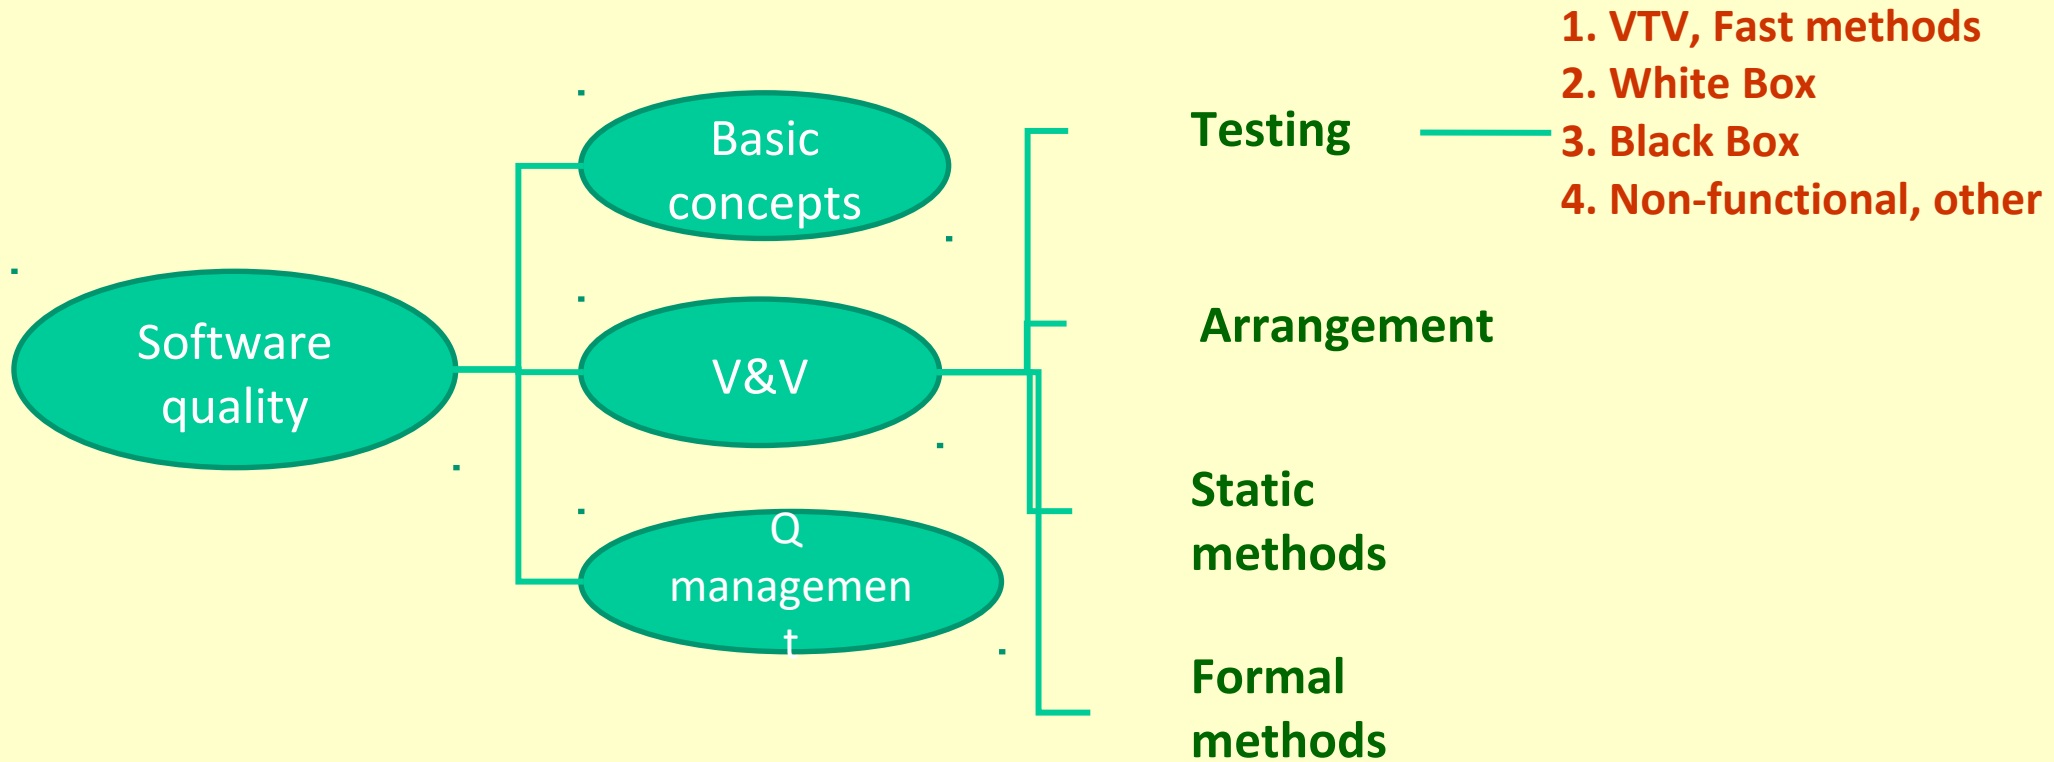 Software
quality
Basic
concepts
V&V
Q
managemen
t
Testing
Arrangement
Static
methods
Formal
methods
1. VTV, Fast methods
2. White Box
3. Black Box
4. Non-functional, other